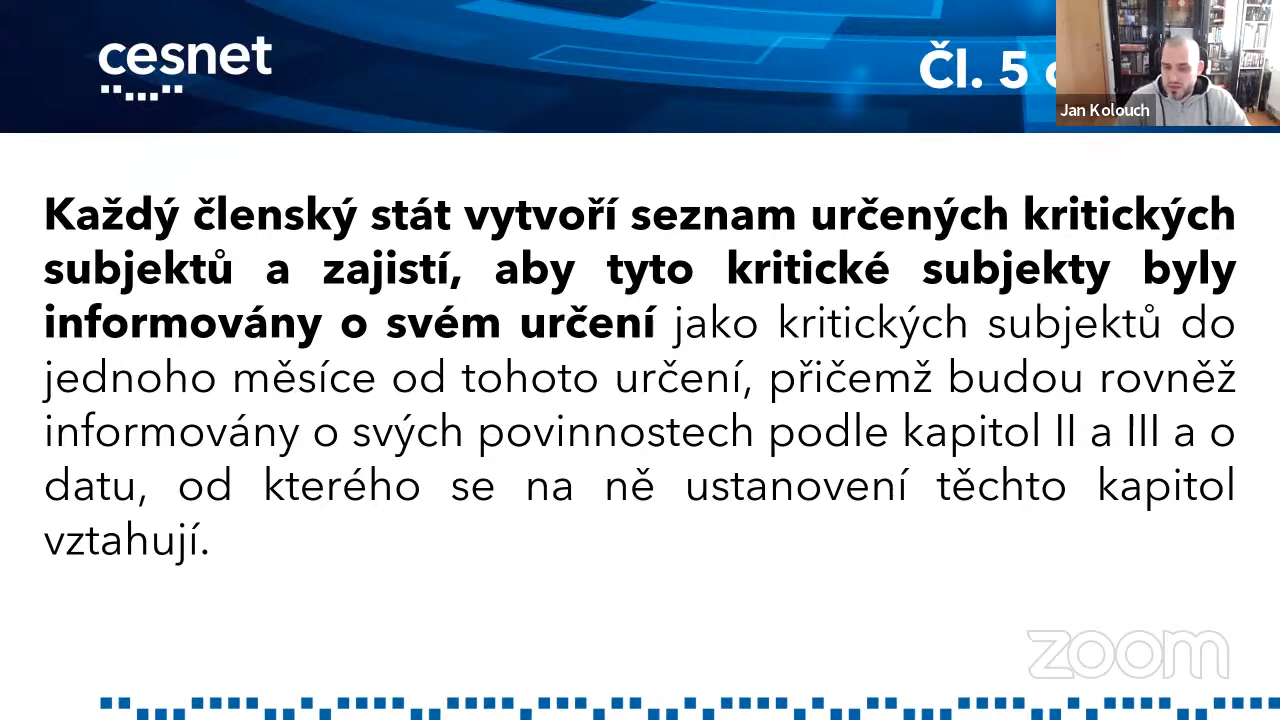 cesnet
Čl. 5
Jan Kolouch
Každý členský stát vytvoří seznam určených kritických
subjektů a zajistí, aby tyto kritické subjekty byly
informovány o svém určení jako kritických subjektů do
jednoho měsíce od tohoto určení, přičemž budou rovněž
informovány o svých povinnostech podle kapitol II a III a o
datu, od kterého se na ně ustanovení těchto kapitol
vztahují.
zoom